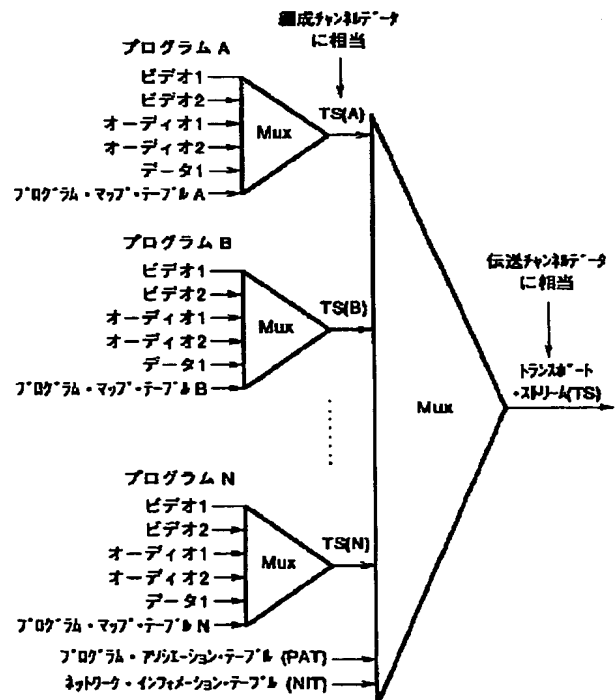 編成チャンネルデータ
に相当
プログラム A
ビデオ1
ビデオ2
オーディオ1
オーディオ2
データ1
プログラム・マップ・テーブル A
Mux
TS(A)
プログラム B
ビデオ1
ビデオ2
オーディオ1
オーディオ2
データ1
プログラム・マップ・テーブル B
Mux
TS(B)
プログラム N
ビデオ1
ビデオ2
オーディオ1
オーディオ2
データ1
プログラム・マップ・テーブル N
Mux
TS(N)
プログラム・アソシエーション・テーブル (PAT)
ネットワーク・インフォメーション・テーブル (NIT)
Mux
伝送チャンネルデータ
に相当
トランスポート
・ストリーム(TS)